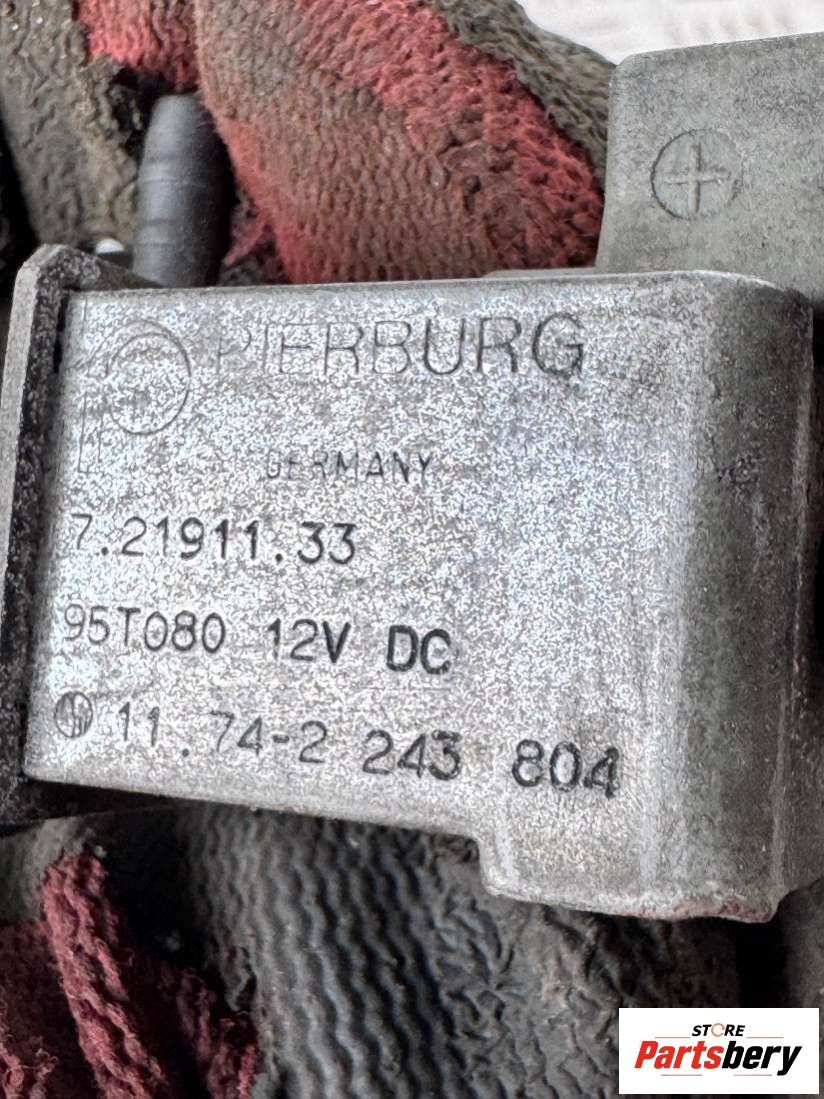 PIERBURG
GERMANY
7.21911.33
95T080 12V DC
11.74-2 243 804
STORE
Partsbery